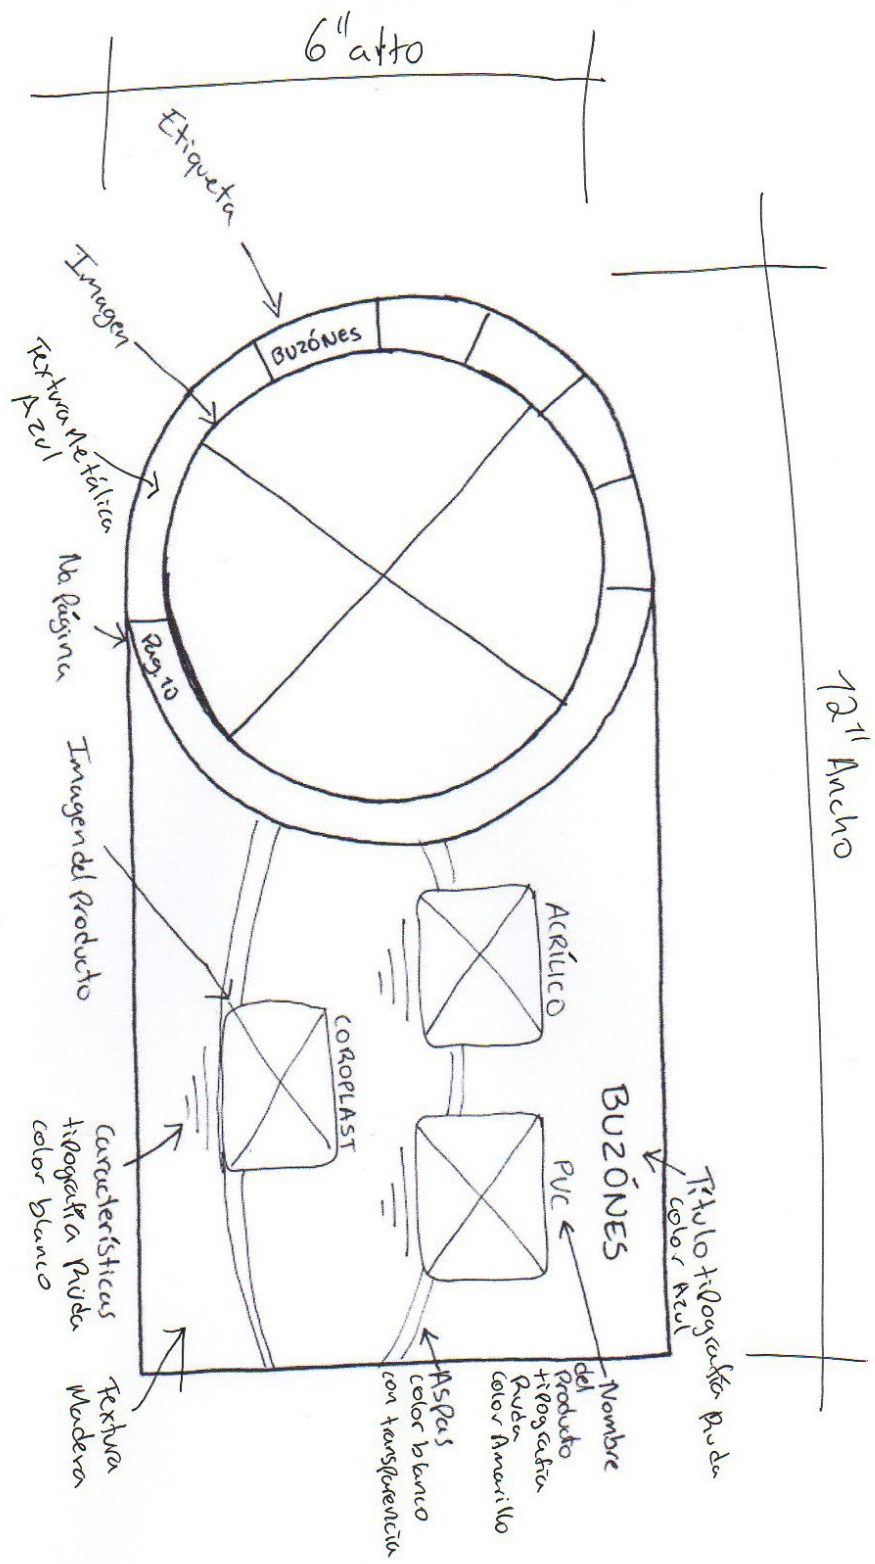 6" alto
12" Ancho
Etiqueta
Imagen
Textura Metálica
Azul
No. Página
BUZÓNES
Pag. 10
Imagen del Producto
Título tipografía Ruda
color Azul
BUZÓNES
ACRÍLICO
PVC
COROPLAST
Nombre
del
Producto
tipografía
Ruda
Color Amarillo
Aspas
color blanco
con transparencia
Características
tipografía Ruda
color blanco
Textura
Madera